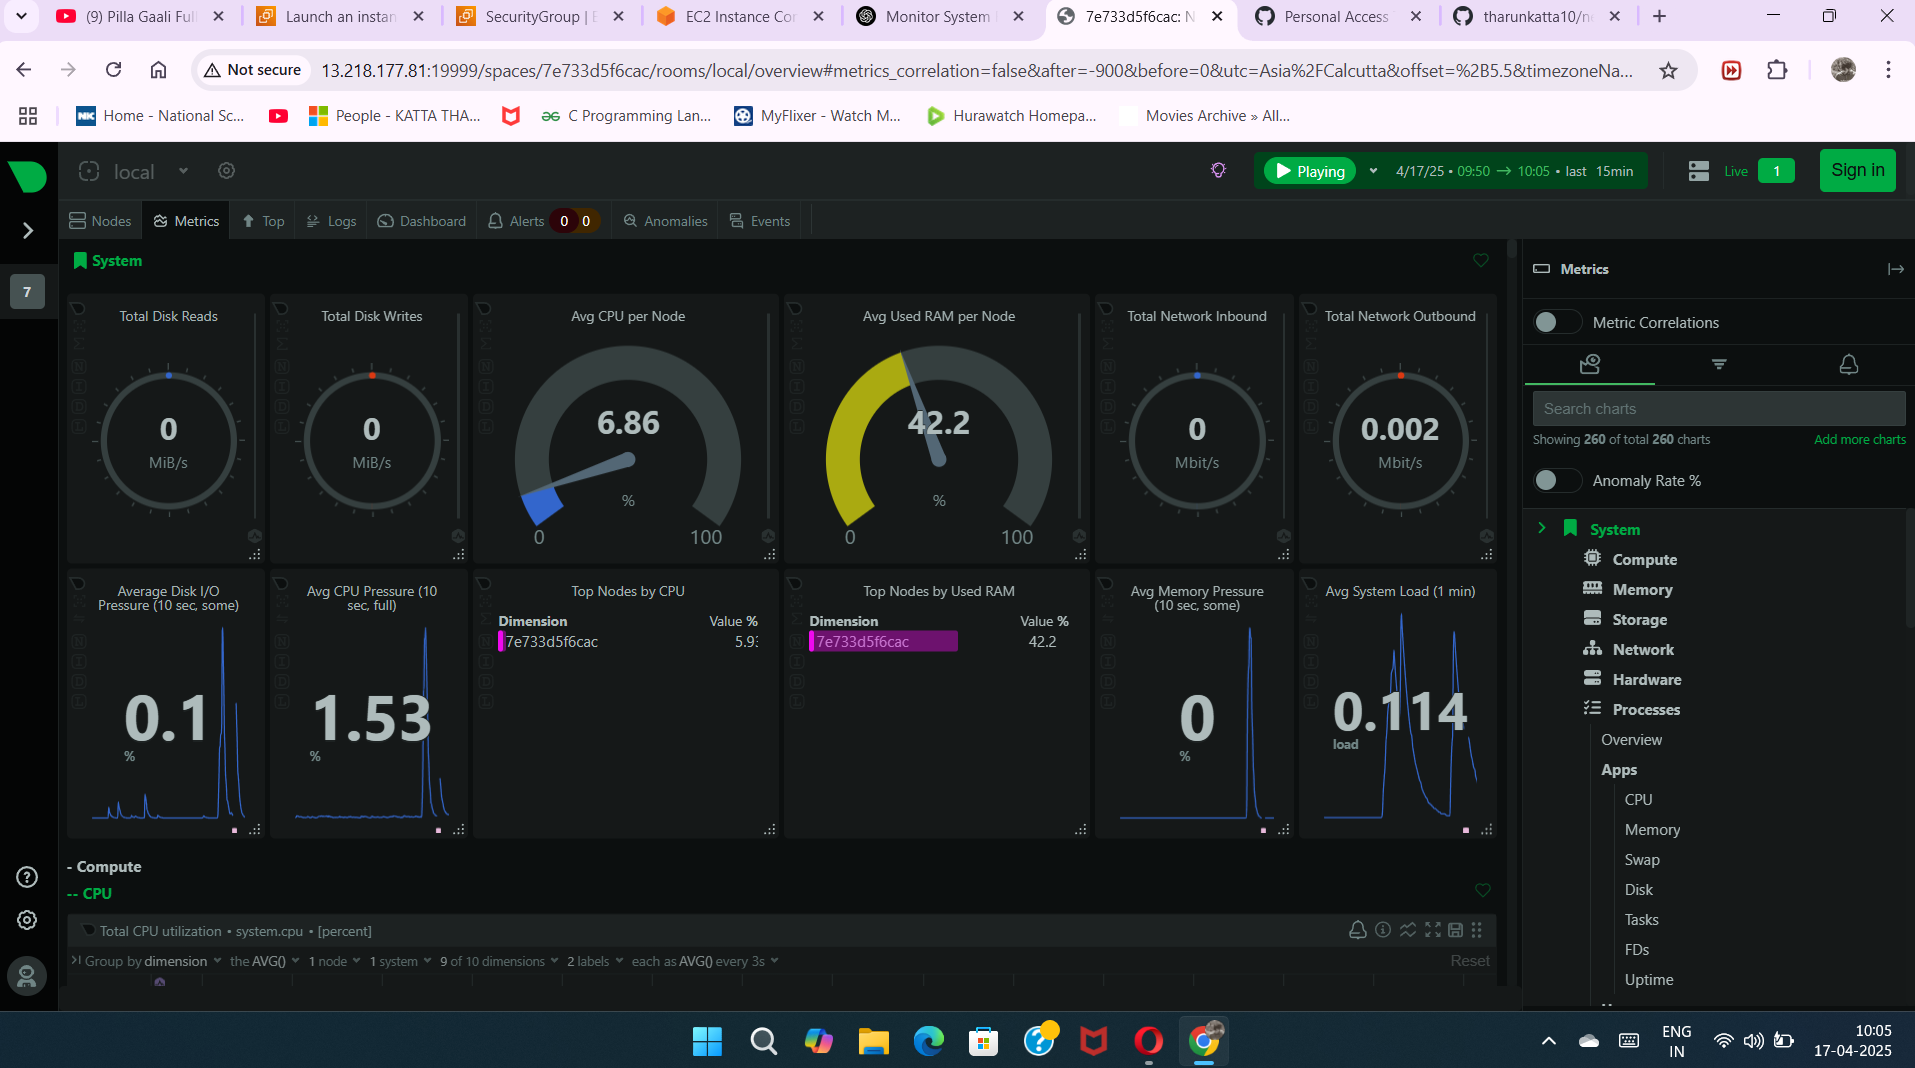 (9) Pilla Gaali Ful
Launch an instan
SecurityGroup | E
EC2 Instance Co
Monitor System
7e733d5f6cac: N
Personal Access
tharunkatta10/n
Not secure
13.218.177.81:19999/spaces/7e733d5f6cac/rooms/local/overview#metrics_correlation=false&after=-900&before=0&utc=Asia%2FCalcutta&offset=%2B5.5&timezoneNa...
NK
Home - National Sc...
People - KATTA THA...
C Programming Lan...
MyFlixer - Watch M...
Hurawatch Homepa...
Movies Archive » All...
local
Playing
4/17/25 • 09:50 → 10:05 • last 15min
Live
1
Sign in
Nodes
Metrics
Top
Logs
Dashboard
Alerts
0
0
Anomalies
Events
7
System
Total Disk Reads
0
MiB/s
Total Disk Writes
0
MiB/s
Avg CPU per Node
6.86
%
0
100
Avg Used RAM per Node
42.2
%
0
100
Total Network Inbound
0
Mbit/s
Total Network Outbound
0.002
Mbit/s
Average Disk I/O
Pressure (10 sec, some)
0.1
%
Avg CPU Pressure (10
sec, full)
1.53
%
Top Nodes by CPU
Dimension
Value %
7e733d5f6cac
5.93
Top Nodes by Used RAM
Dimension
Value %
7e733d5f6cac
42.2
Avg Memory Pressure
(10 sec, some)
0
%
Avg System Load (1 min)
0.114
load
- Compute
-- CPU
Total CPU utilization • system.cpu • [percent]
Group by dimension
the AVG()
1 node
1 system
9 of 10 dimensions
2 labels
each as AVG() every 3s
Reset
Metrics
Metric Correlations
Search charts
Showing 260 of total 260 charts
Add more charts
Anomaly Rate %
System
Compute
Memory
Storage
Network
Hardware
Processes
Overview
Apps
CPU
Memory
Swap
Disk
Tasks
FDs
Uptime
ENG
IN
10:05
17-04-2025